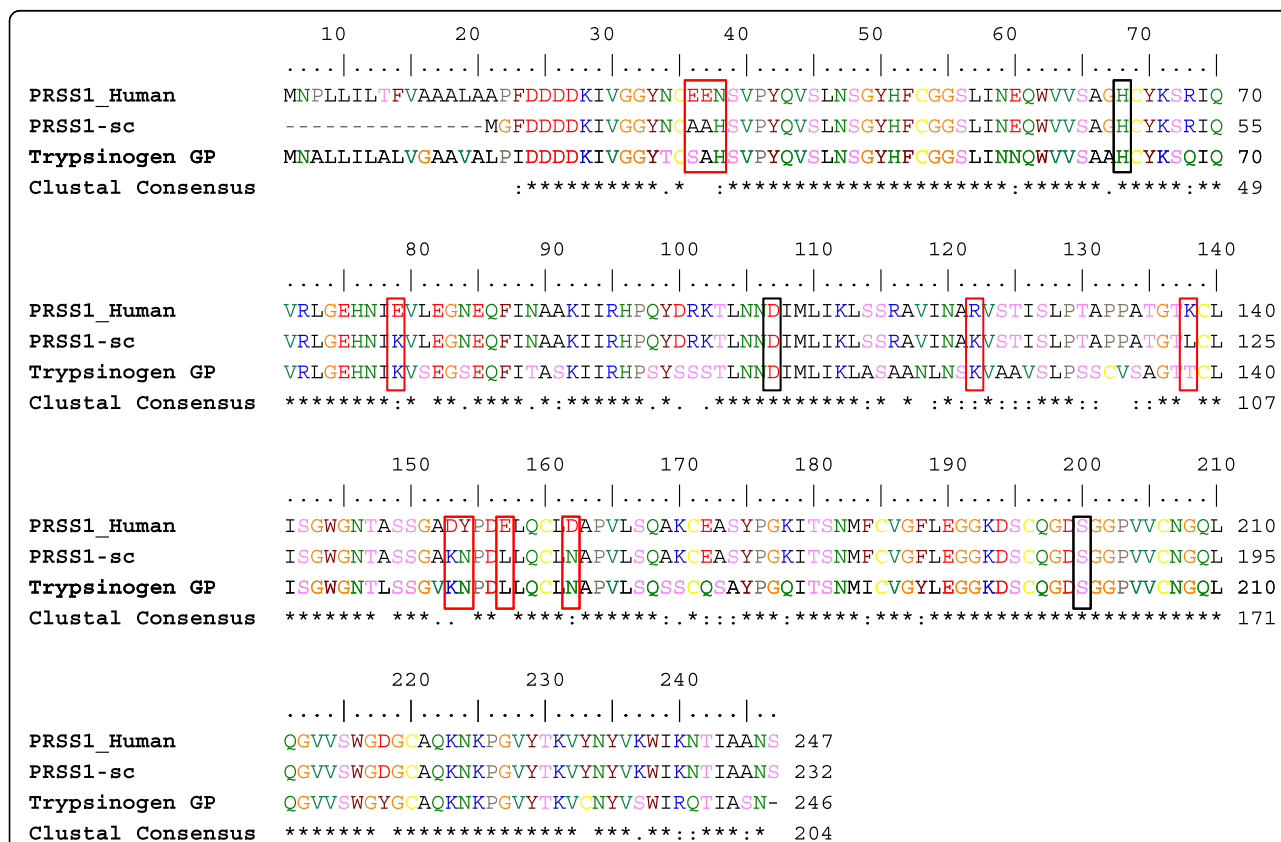 10 20 30 40 50 60 70
....|....|....|....|....|....|....|....|....|....|....|....|....|....|
PRSS1_Human MNPLLILTFVAAALAAPFDDDDKIVGGYNCEENSVPYQVSLNSGYHFCGGSLINEQWVVSAGHCYKSRIQ 70
PRSS1-sc ---------------MGFDDDDKIVGGYNCAAHSVPYQVSLNSGYHFCGGSLINEQWVVSAGHCYKSRIQ 55
Trypsinogen GP MNALLILALVGAAVALPIDDDDKIVGGYTCSAHSVPYQVSLNSGYHFCGGSLINNQWVVSAAHCYKSQIQ 70
Clustal Consensus :**********.*  :*********************:******.*****:** 49
80 90 100 110 120 130 140
....|....|....|....|....|....|....|....|....|....|....|....|....|....|
PRSS1_Human VRLGEHNIEVLEGNEQFINAAKIIRHPQYDRKTLNNDIMLIKLSSRAVINARVSTISLPTAPPATGTKCL 140
PRSS1-sc VRLGEHNIKVLEGNEQFINAAKIIRHPQYDRKTLNNDIMLIKLSSRAVINAKVSTISLPTAPPATGTLCL 125
Trypsinogen GP VRLGEHNIKVSEGSEQFITASKIIRHPSYSSSTLNNDIMLIKLASAANLNSKVAAVSLPSSCVSAGTTCL 140
Clustal Consensus ********:* **.****.*:******.*. .***********:* * :*::*:::***::  ::** ** 107
150 160 170 180 190 200 210
....|....|....|....|....|....|....|....|....|....|....|....|....|....|
PRSS1_Human ISGWGNTASSGADYPDELQCLDAPVLSQAKCEASYPGKITSNMFCVGFLEGGKDSCQGDSGGPVVCNGQL 210
PRSS1-sc ISGWGNTASSGAKNPDLLQCLNAPVLSQAKCEASYPGKITSNMFCVGFLEGGKDSCQGDSGGPVVCNGQL 195
Trypsinogen GP ISGWGNTLSSGVKNPDLLQCLNAPVLSQSSCQSAYPGQITSNMICVGYLEGGKDSCQGDSGGPVVCNGQL 210
Clustal Consensus ******* ***.. ** ****:******:.*:::***:*****:***:********************** 171
220 230 240
....|....|....|....|....|....|....|..
PRSS1_Human QGVVSWGDGCAQKNKPGVYTKVYNYVKWIKNTIAANS 247
PRSS1-sc QGVVSWGDGCAQKNKPGVYTKVYNYVKWIKNTIAANS 232
Trypsinogen GP QGVVSWGYGCAQKNKPGVYTKVCNYVSWIRQTIASN- 246
Clustal Consensus ******* ************** ***.**::***:* 204